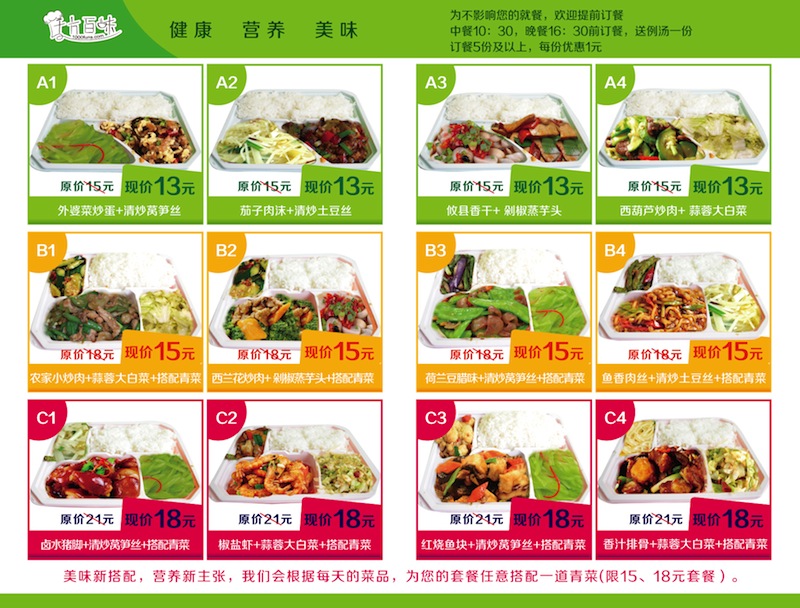 健康 营养 美味
为不影响您的就餐，欢迎提前订餐
中餐10：30，晚餐16：30前订餐，送例汤一份
订餐5份及以上，每份优惠1元
A1
原价15元 现价13元
外婆菜炒蛋+清炒莴笋丝
A2
原价15元 现价13元
茄子肉沫+清炒土豆丝
A3
原价15元 现价13元
攸县香干+ 剁椒蒸芋头
A4
原价15元 现价13元
西葫芦炒肉+ 蒜蓉大白菜
B1
原价18元 现价15元
农家小炒肉+蒜蓉大白菜+搭配青菜
B2
原价18元 现价15元
西兰花炒肉+ 剁椒蒸芋头+搭配青菜
B3
原价18元 现价15元
荷兰豆腊味+清炒莴笋丝+搭配青菜
B4
原价18元 现价15元
鱼香肉丝+清炒土豆丝+搭配青菜
C1
原价21元 现价18元
卤水猪脚+清炒莴笋丝+搭配青菜
C2
原价21元 现价18元
椒盐虾+蒜蓉大白菜+搭配青菜
C3
原价21元 现价18元
红烧鱼块+清炒莴笋丝+搭配青菜
C4
原价21元 现价18元
香汁排骨+蒜蓉大白菜+搭配青菜
美味新搭配，营养新主张，我们会根据每天的菜品，为您的套餐任意搭配一道青菜(限15、18元套餐)。